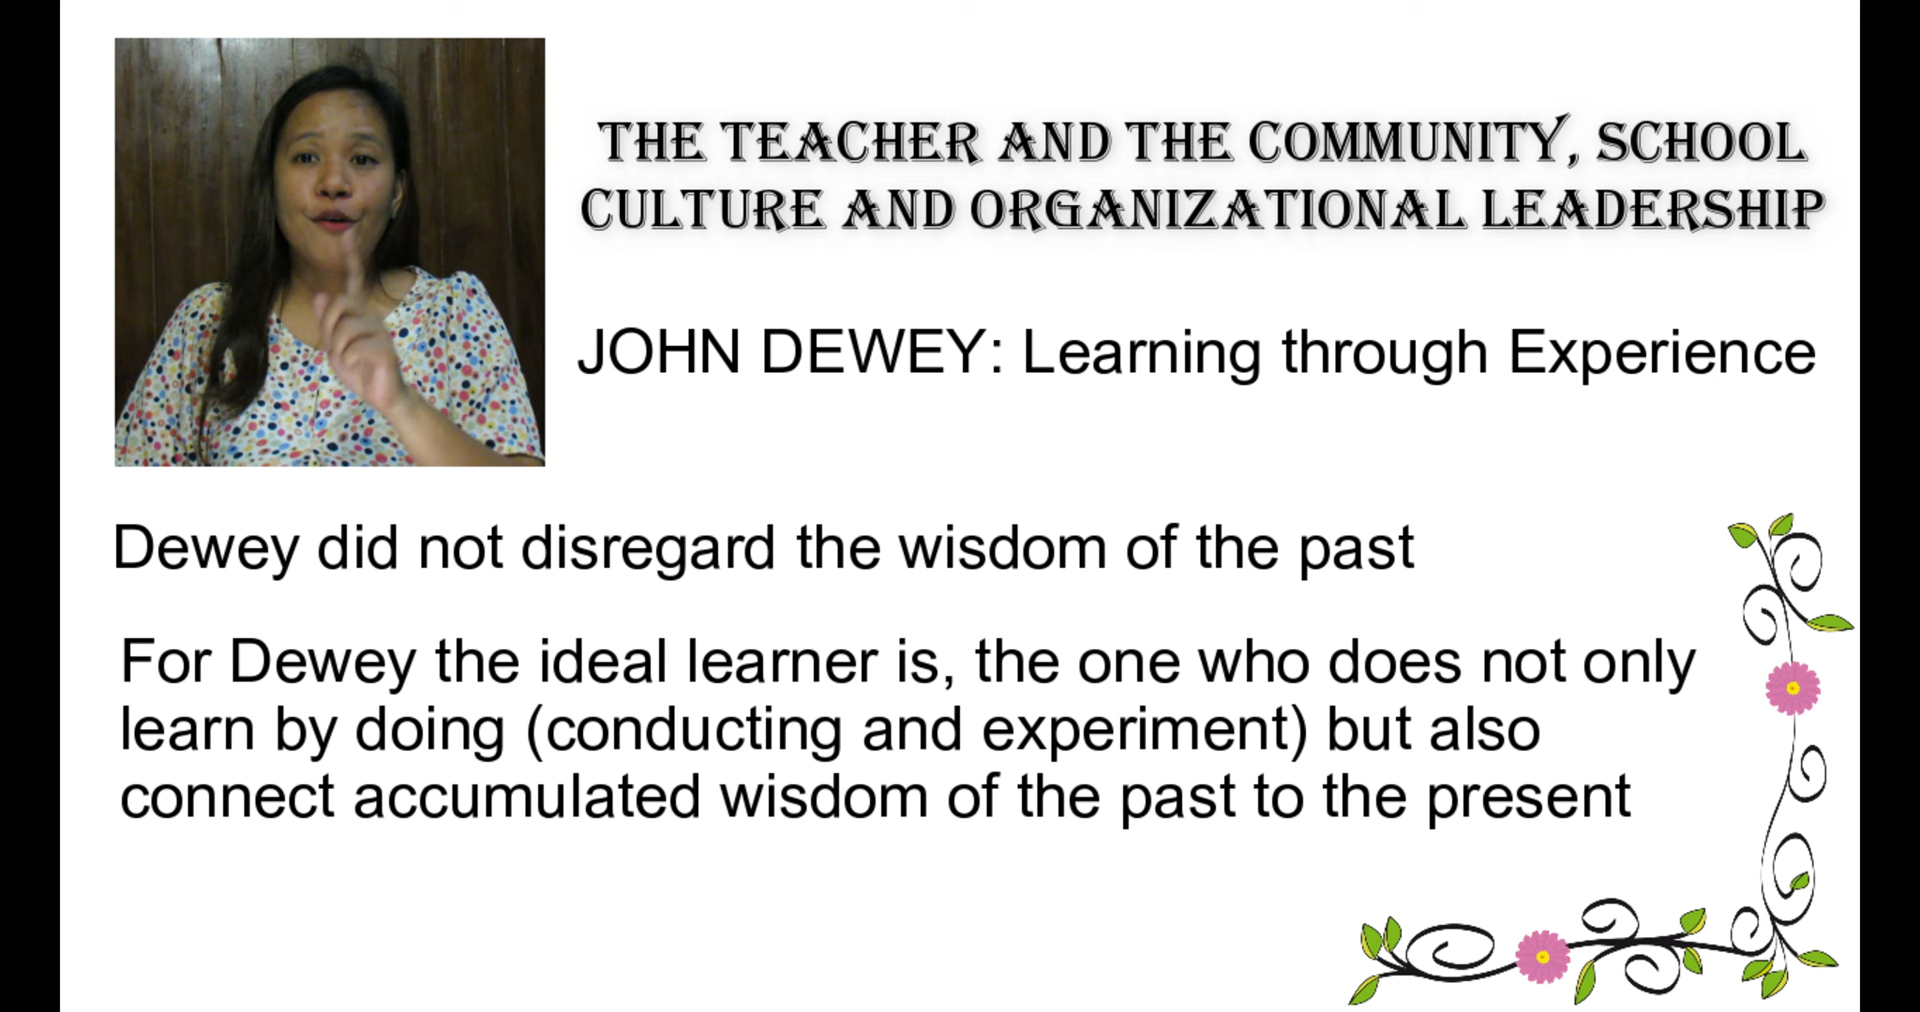 THE TEACHER AND THE COMMUNITY, SCHOOL
CULTURE AND ORGANIZATIONAL LEADERSHIP
JOHN DEWEY: Learning through Experience
Dewey did not disregard the wisdom of the past
For Dewey the ideal learner is, the one who does not only
learn by doing (conducting and experiment) but also
connect accumulated wisdom of the past to the present